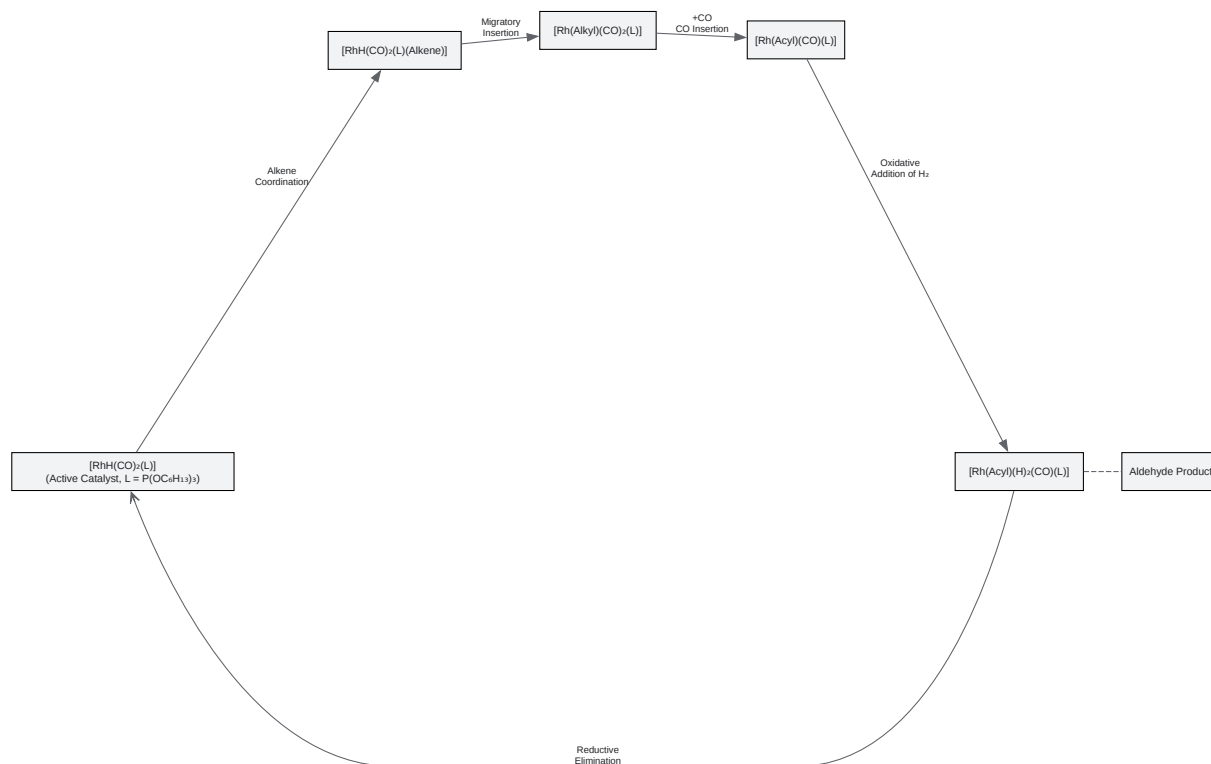 +CO
CO Insertion
Migratory
Insertion
[Rh(Alkyl)(CO)₂(L)]
[RhH(CO)₂(L)(Alkene)]
[Rh(Acyl)(CO)(L)]
Alkene
Coordination
Oxidative
Addition of H₂
[RhH(CO)₂(L)]
(Active Catalyst, L = P(OC₆H₁₃)₃)
[Rh(Acyl)(H)₂(CO)(L)]
Aldehyde Product
Reductive
Elimination